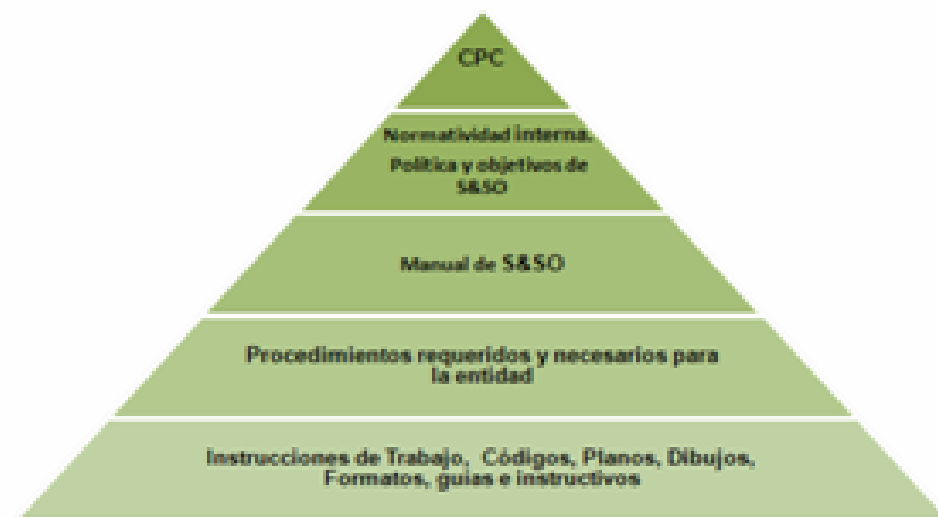 CPC
Normatividad interna.
Política y objetivos de
S&SO
Manual de S&SO
Procedimientos requeridos y necesarios para
la entidad
Instrucciones de Trabajo, Códigos, Planos, Dibujos,
Formatos, guias e instructivos